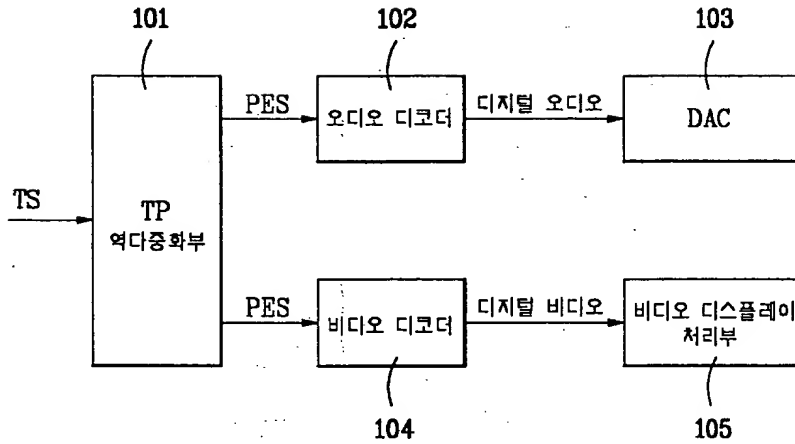 101
102
103
PES
오디오 디코더
디지털 오디오
DAC
TS
TP
역다중화부
PES
비디오 디코더
디지털 비디오
비디오 디스플레이
처리부
104
105